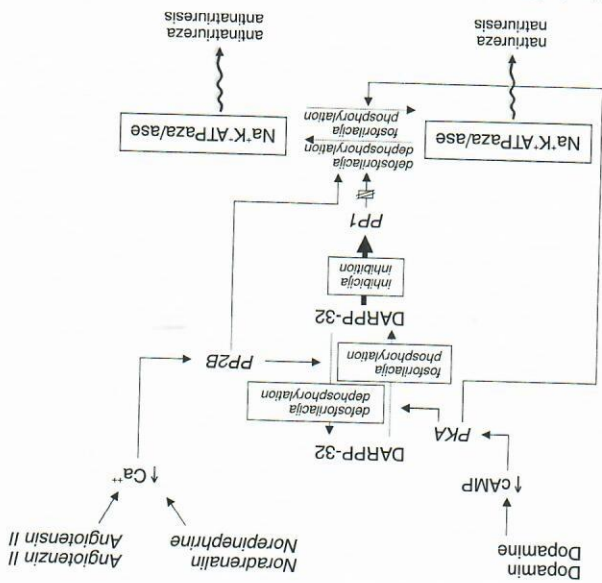 Dopamin
Dopamine
Noradrenalin
Norepinephrine
Angiotenzin II
Angiotensin II
↑cAMP
↑Ca++
PKA
DARPP-32
defosforilacija
dephosphorylation
fosforilacija
phosphorylation
PP2B
DARPP-32
inhibicija
inhibition
PP1
defosforilacija
dephosphorylation
fosforilacija
phosphorylation
Na+K+ATPaza/ase
Na+K+ATPaza/ase
natriureza
natriuresis
antinatriureza
antinatriuresis